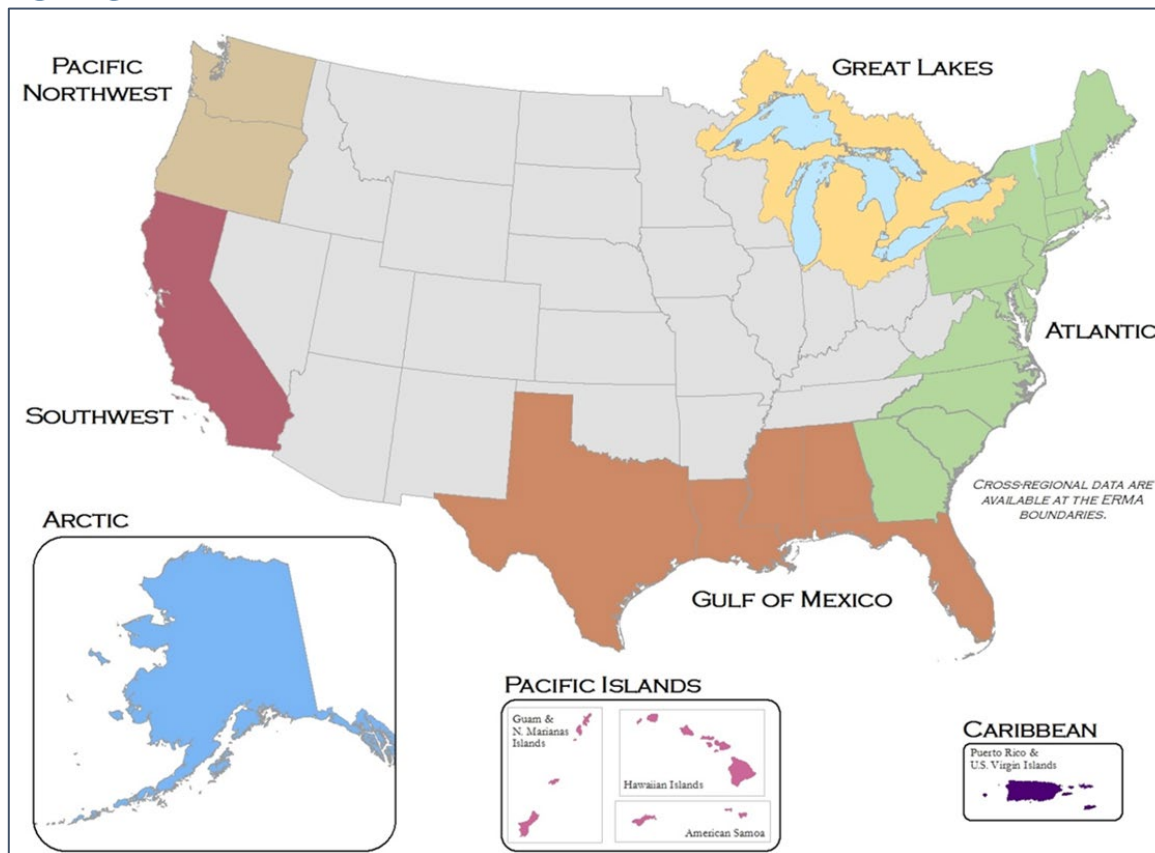 PACIFIC
NORTHWEST
GREAT LAKES
ATLANTIC
SOUTHWEST
CROSS-REGIONAL DATA ARE
AVAILABLE AT THE ERMA
BOUNDARIES.
ARCTIC
GULF OF MEXICO
PACIFIC ISLANDS
Guam &
N. Marianas
Islands
Hawaiian Islands
American Samoa
CARIBBEAN
Puerto Rico &
U.S. Virgin Islands